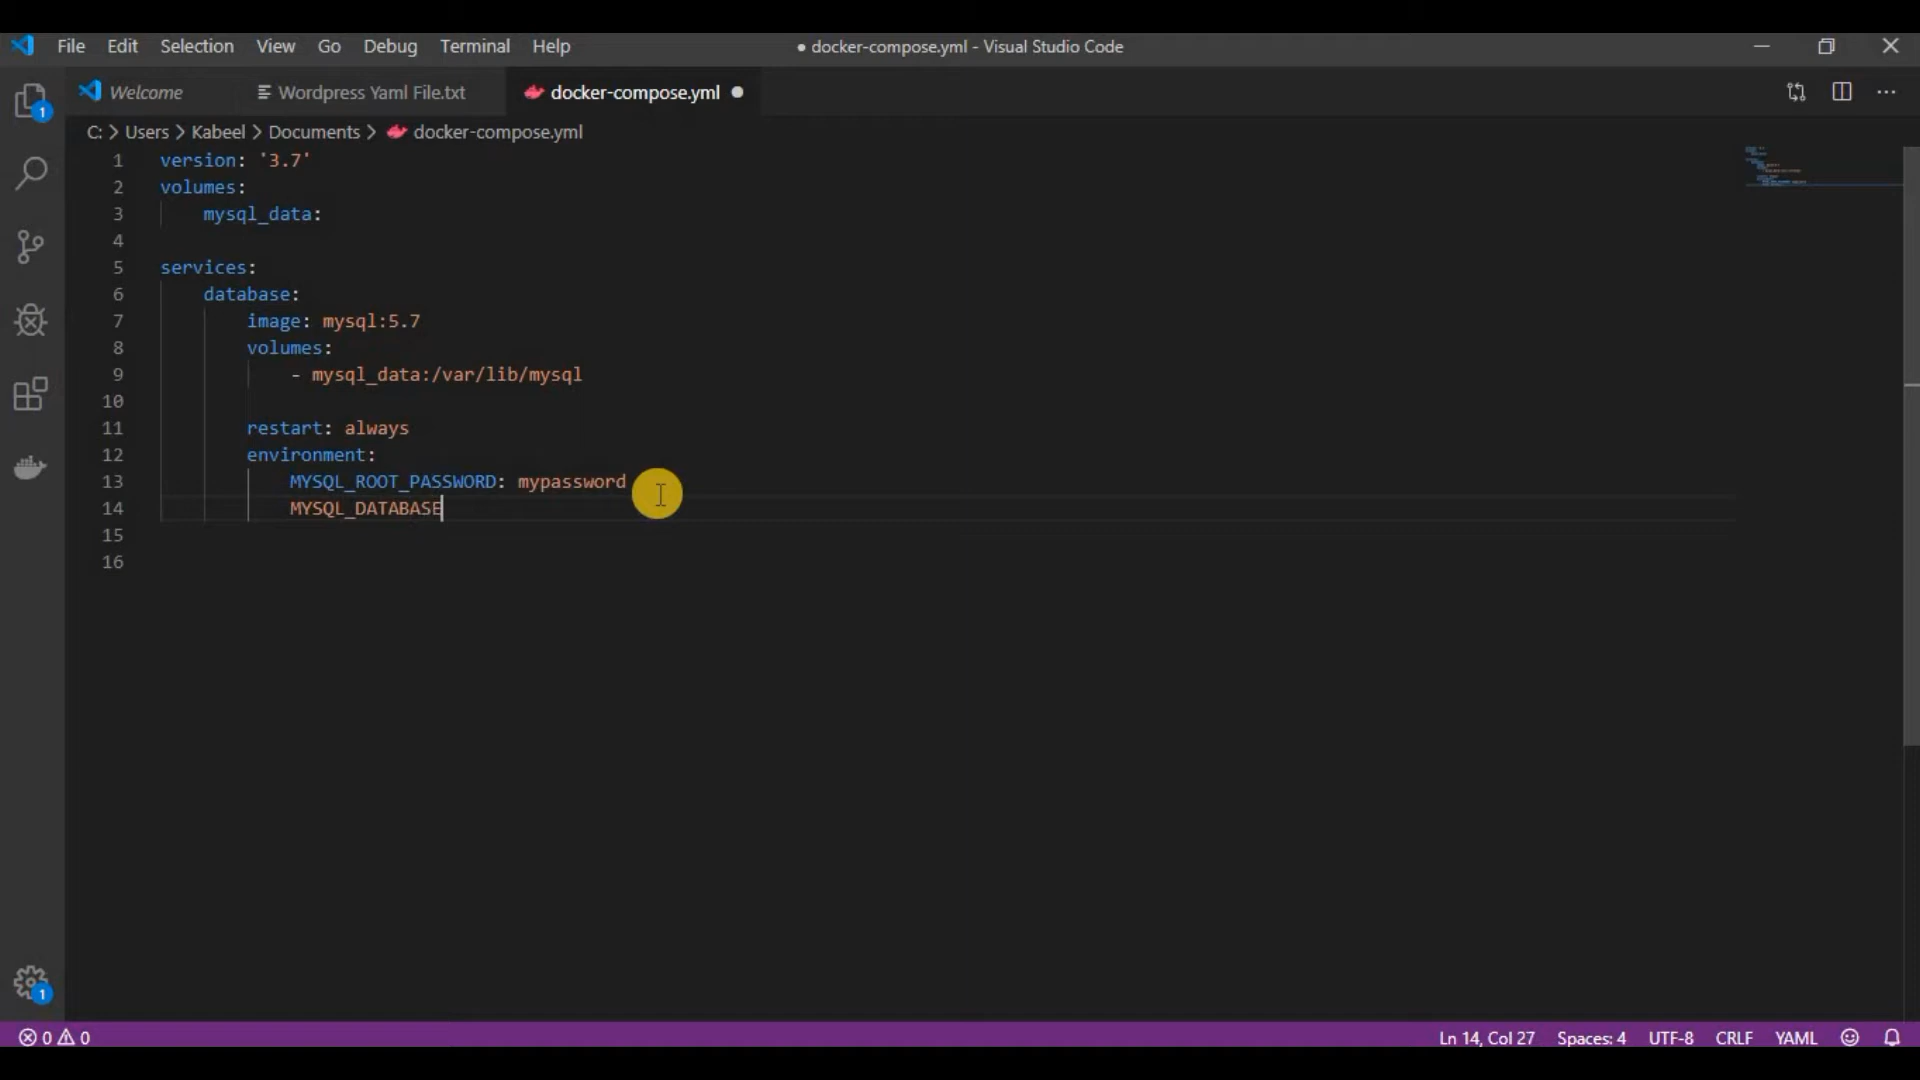 File Edit Selection View Go Debug Terminal Help
● docker-compose.yml - Visual Studio Code
Welcome
Wordpress Yaml File.txt
docker-compose.yml
C: > Users > Kabeel > Documents > docker-compose.yml
1 version: '3.7'
2 volumes:
3 mysql_data:
4
5 services:
6 database:
7 image: mysql:5.7
8 volumes:
9 - mysql_data:/var/lib/mysql
10
11 restart: always
12 environment:
13 MYSQL_ROOT_PASSWORD: mypassword
14 MYSQL_DATABASE
15
16
1
1
0 0
Ln 14, Col 27 Spaces: 4 UTF-8 CRLF YAML